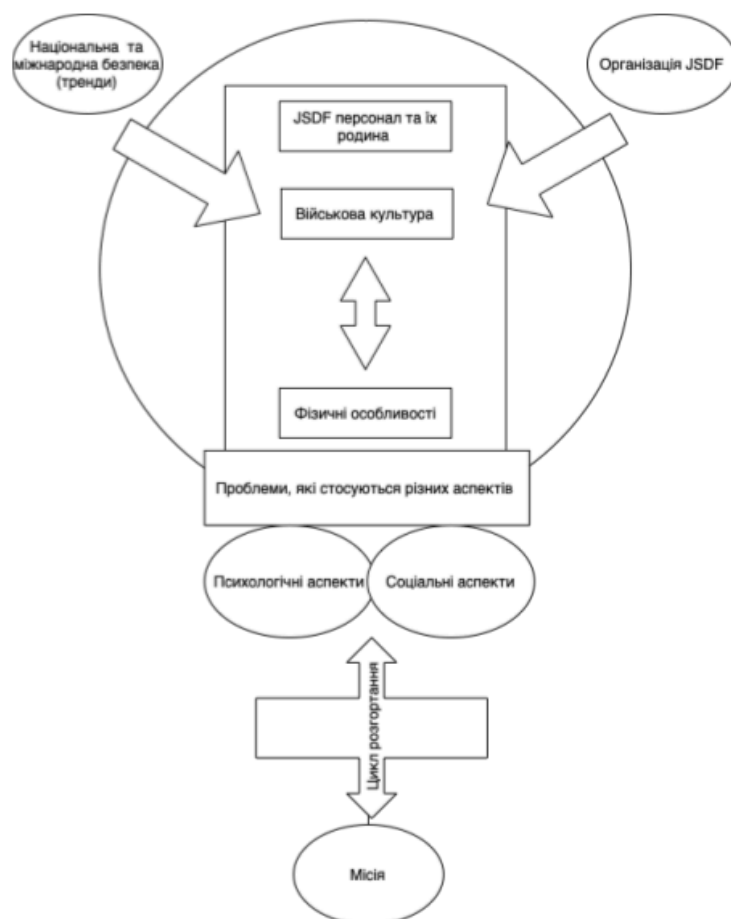 Національна та
міжнародна безпека
(тренди)
Організація JSDF
JSDF персонал та їх
родина
Військова культура
Фізичні особливості
Проблеми, які стосуються різних аспектів
Психологічні аспекти
Соціальні аспекти
Цикл розгортання
Місія